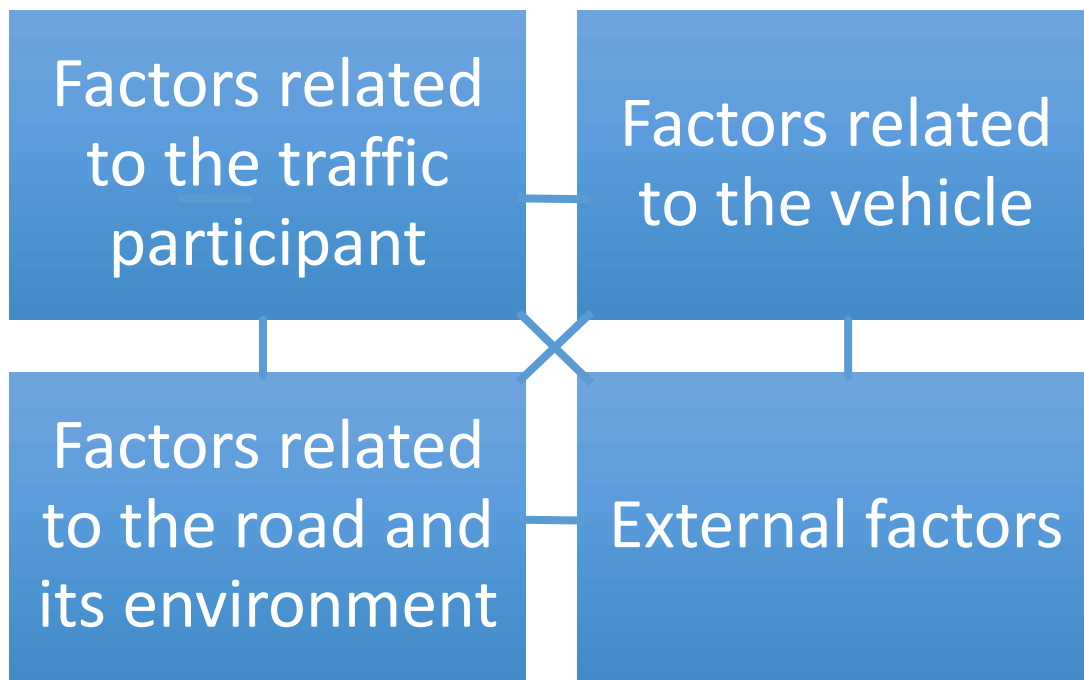 Factors related
to the traffic
participant
Factors related
to the vehicle
Factors related
to the road and
its environment
External factors